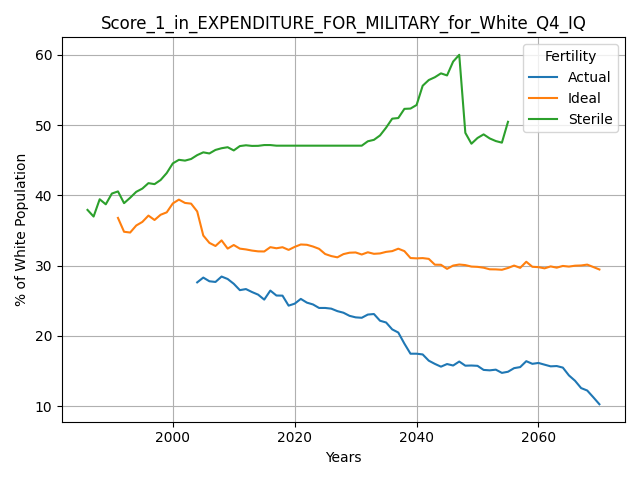 Score_1_in_EXPENDITURE_FOR_MILITARY_for_White_Q4_IQ
Fertility
Actual
Ideal
Sterile
% of White Population
60
50
40
30
20
10
2000
2020
2040
2060
Years